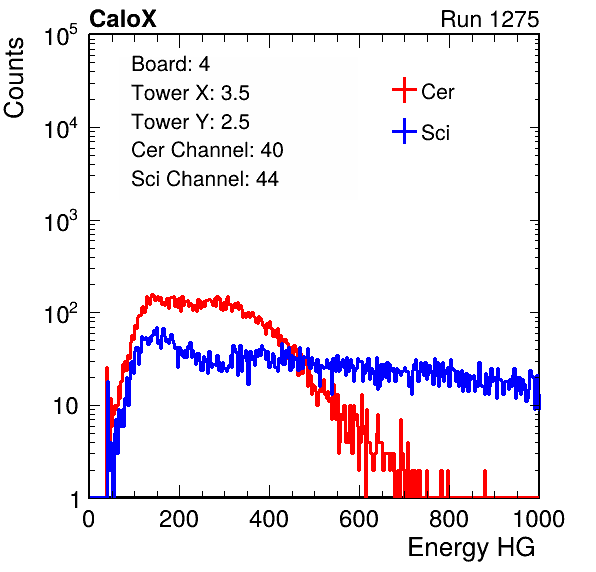 CaloX Run 1275
Counts
10^5
10^4
10^3
10^2
10
1
Board: 4
Tower X: 3.5
Tower Y: 2.5
Cer Channel: 40
Sci Channel: 44
Cer
Sci
0 200 400 600 800 1000
Energy HG